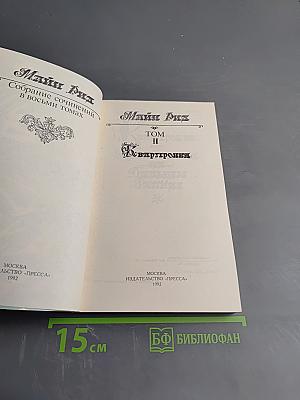 Майн Рид
Собрание сочинений
в восьми томах
МОСКВА
ЛЬСТВО «ПРЕССА»
1992
Майн Рид
ТОМ
II
Квартеронка
МОСКВА
ИЗДАТЕЛЬСТВО «ПРЕССА»
1992
15 см
БФ БИБЛИОФАН